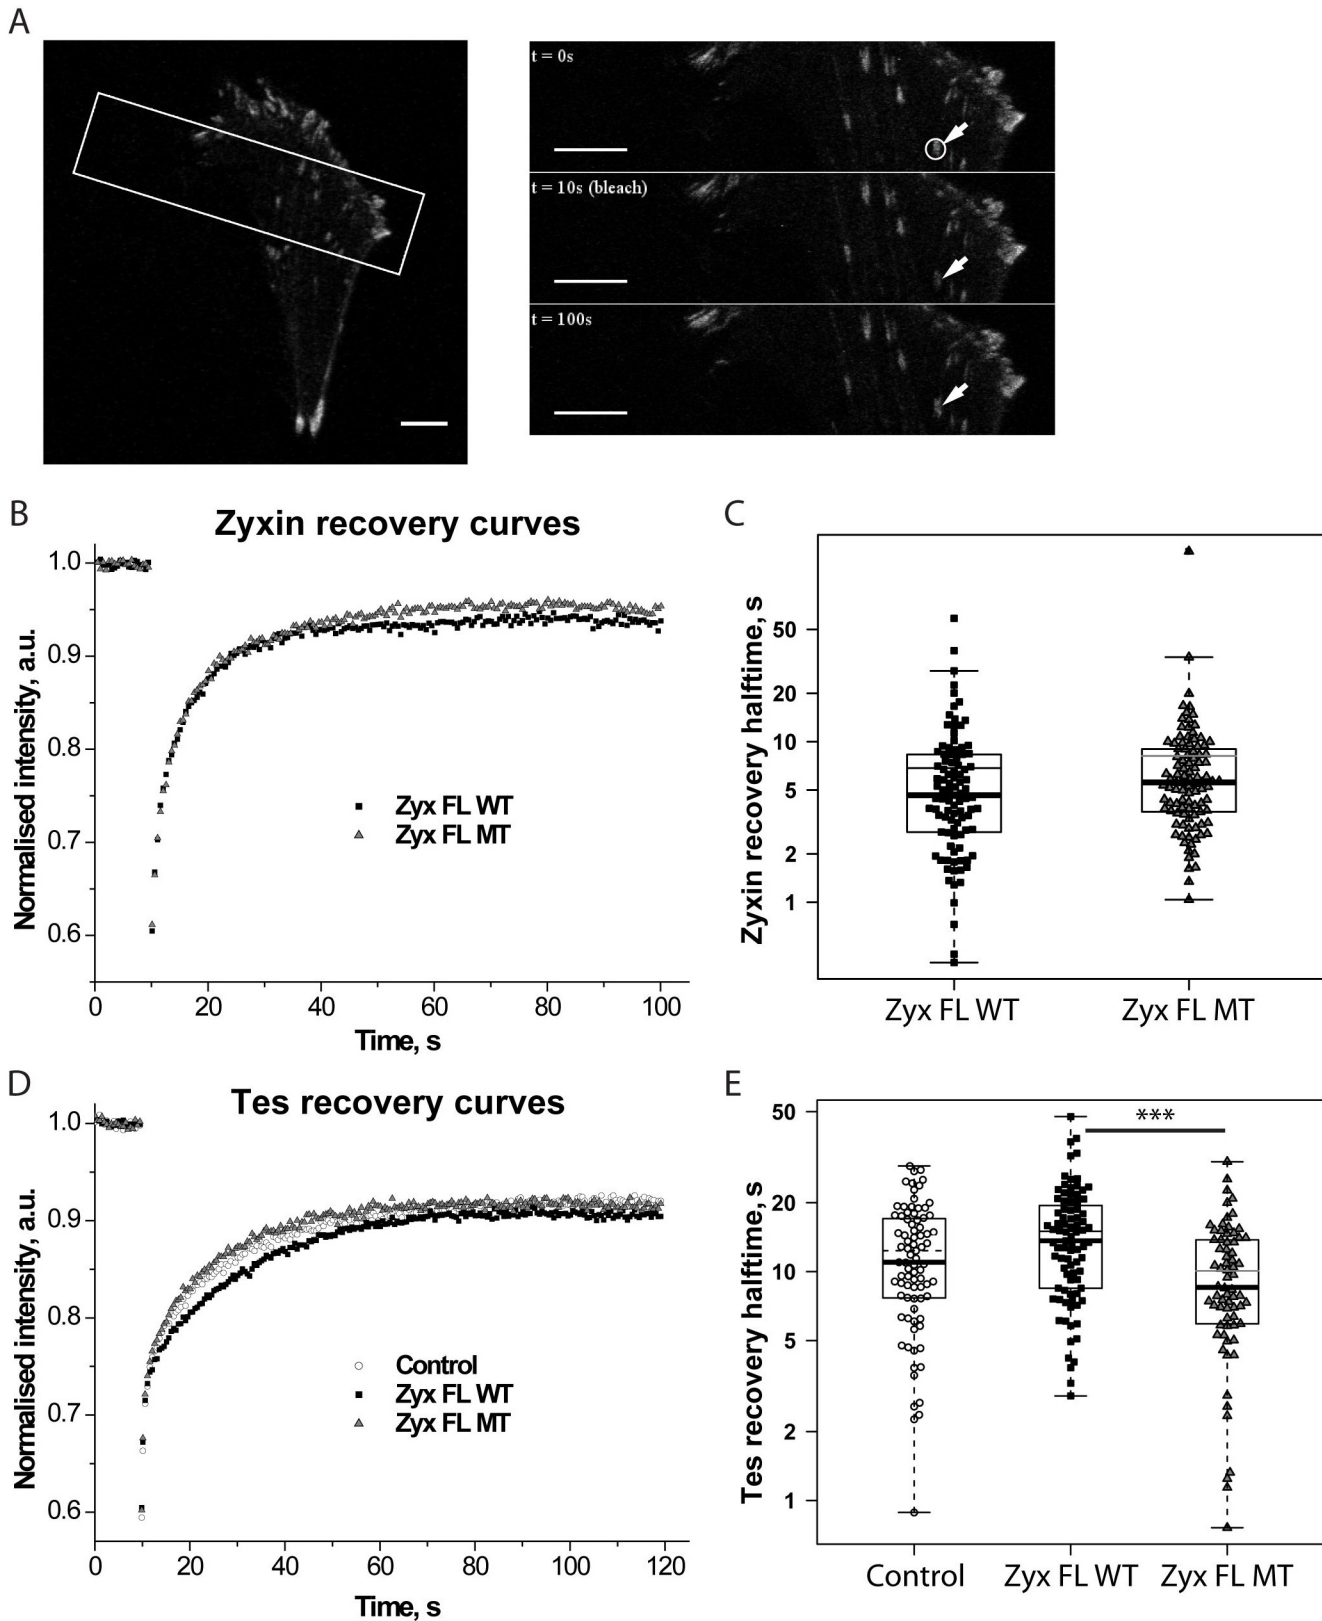 A
t = 0s
t = 10s (bleach)
t = 100s
B
Zyxin recovery curves
Normalised intensity, a.u.
1.0
0.9
0.8
0.7
0.6
Zyx FL WT
Zyx FL MT
0 20 40 60 80 100
Time, s
C
Zyxin recovery halftime, s
50
20
10
5
2
1
Zyx FL WT Zyx FL MT
D
Tes recovery curves
Normalised intensity, a.u.
1.0
0.9
0.8
0.7
0.6
Control
Zyx FL WT
Zyx FL MT
0 20 40 60 80 100 120
Time, s
E
Tes recovery halftime, s
***
50
20
10
5
2
1
Control Zyx FL WT Zyx FL MT